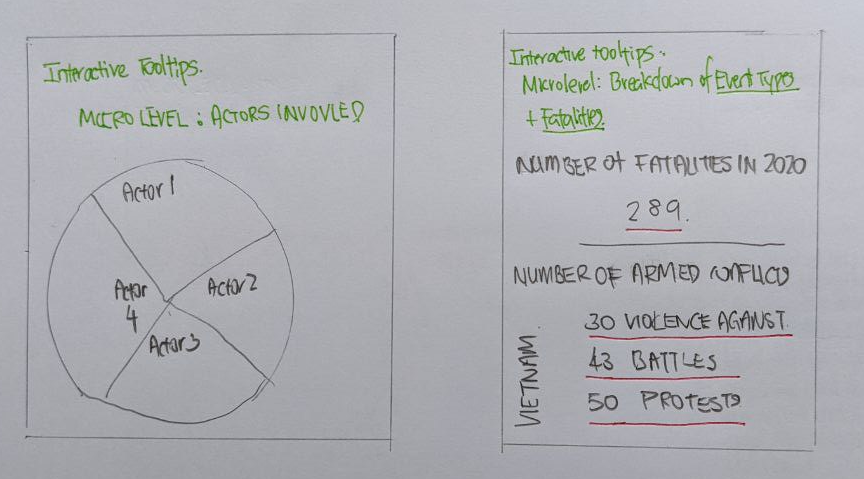 Interactive Tooltips.
MICRO LEVEL : ACTORS INVOVLED
Actor 1
Actor 2
Actor
4
Actor 3
Interactive tooltips:
Microlevel: Breakdown of Event Types
+ Fatalities
NUMBER of FATALITIES IN 2020
289.
NUMBER OF ARMED CONFLICTS
VIETNAM
30 VIOLENCE AGAINST
43 BATTLES
50 PROTESTS